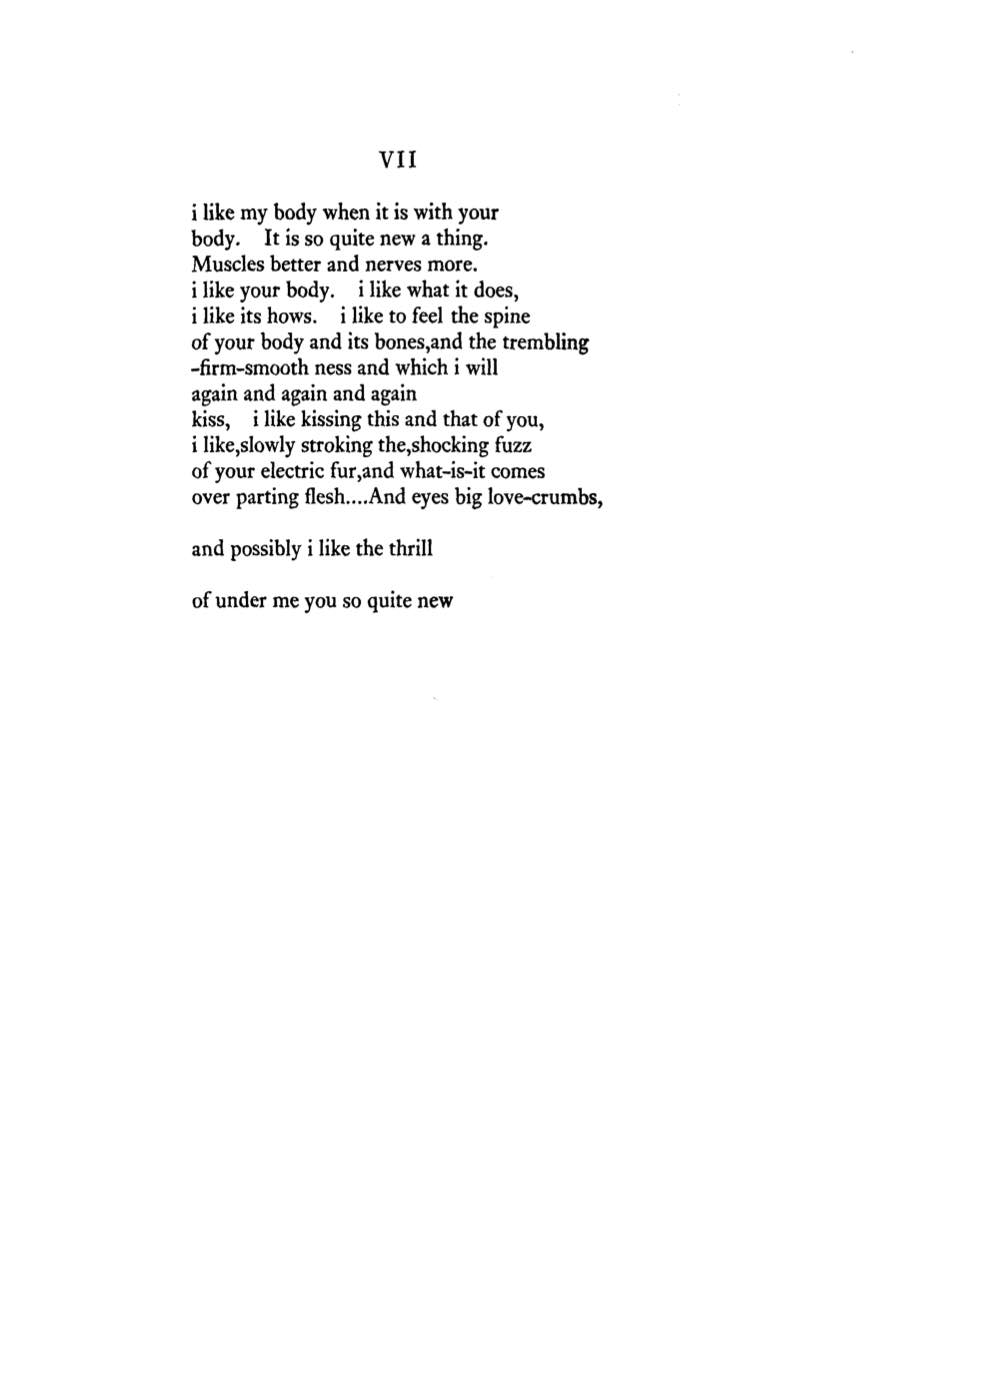 VII
i like my body when it is with your
body.    It is so quite new a thing.
Muscles better and nerves more.
i like your body.    i like what it does,
i like its hows.    i like to feel the spine
of your body and its bones,and the trembling
-firm-smooth ness and which i will
again and again and again
kiss,    i like kissing this and that of you,
i like,slowly stroking the,shocking fuzz
of your electric fur,and what-is-it comes
over parting flesh....And eyes big love-crumbs,
and possibly i like the thrill
of under me you so quite new